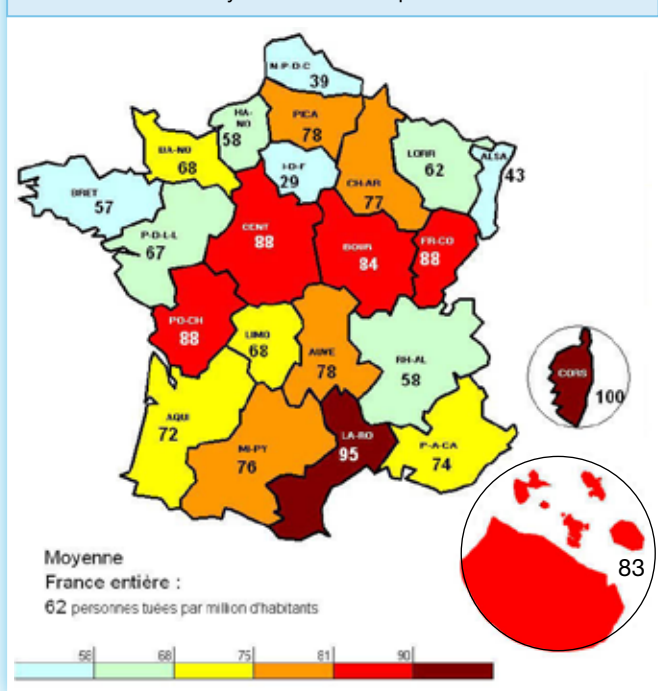 N-P-D-C
39
HA-
NO
58
PICA
78
BA-NO
68
I-D-F
29
CH-AR
77
LORR
62
ALSA
43
BRET
57
P-D-L-L
67
CENT
88
BOUR
84
FR-CO
88
PO-CH
88
LIMO
68
AUVE
78
RH-AL
58
CORS
100
AQUI
72
MI-PY
76
LA-RO
95
P-A-CA
74
83
Moyenne
France entière :
62 personnes tuées par million d'habitants
58 68 75 81 90